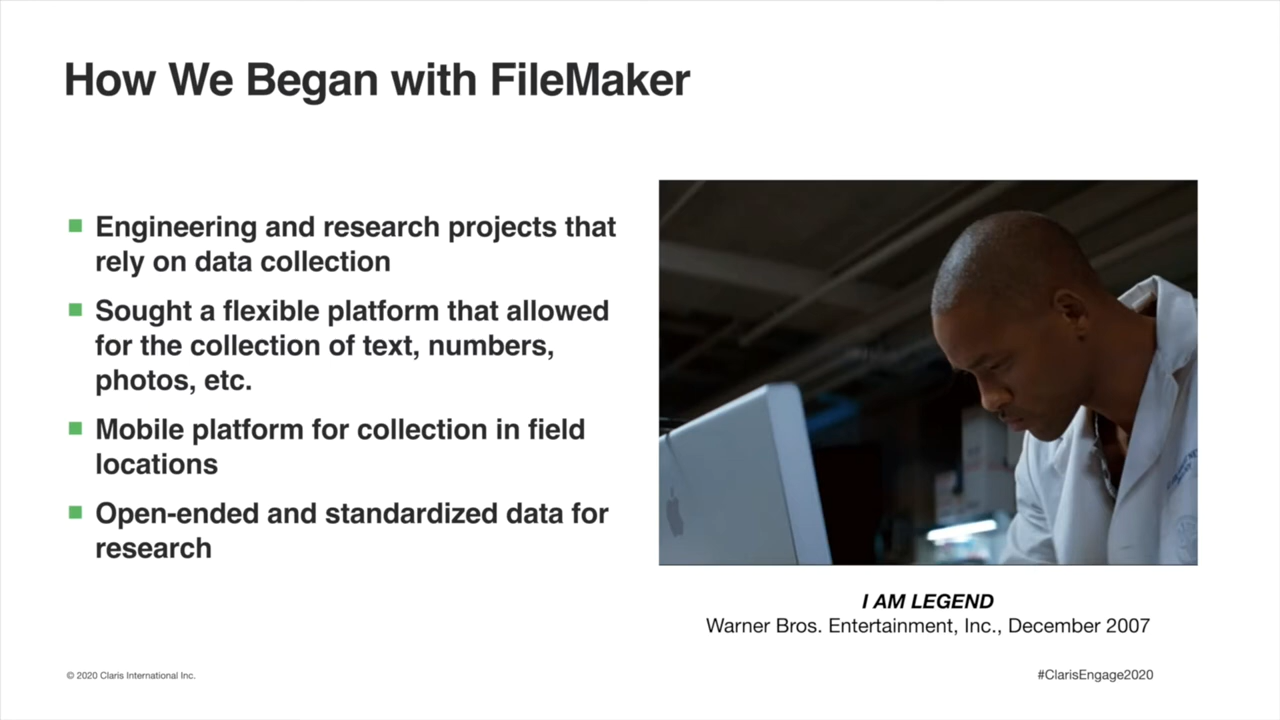 How We Began with FileMaker
Engineering and research projects that
rely on data collection
Sought a flexible platform that allowed
for the collection of text, numbers,
photos, etc.
Mobile platform for collection in field
locations
Open-ended and standardized data for
research
I AM LEGEND
Warner Bros. Entertainment, Inc., December 2007
© 2020 Claris International Inc.
#ClarisEngage2020